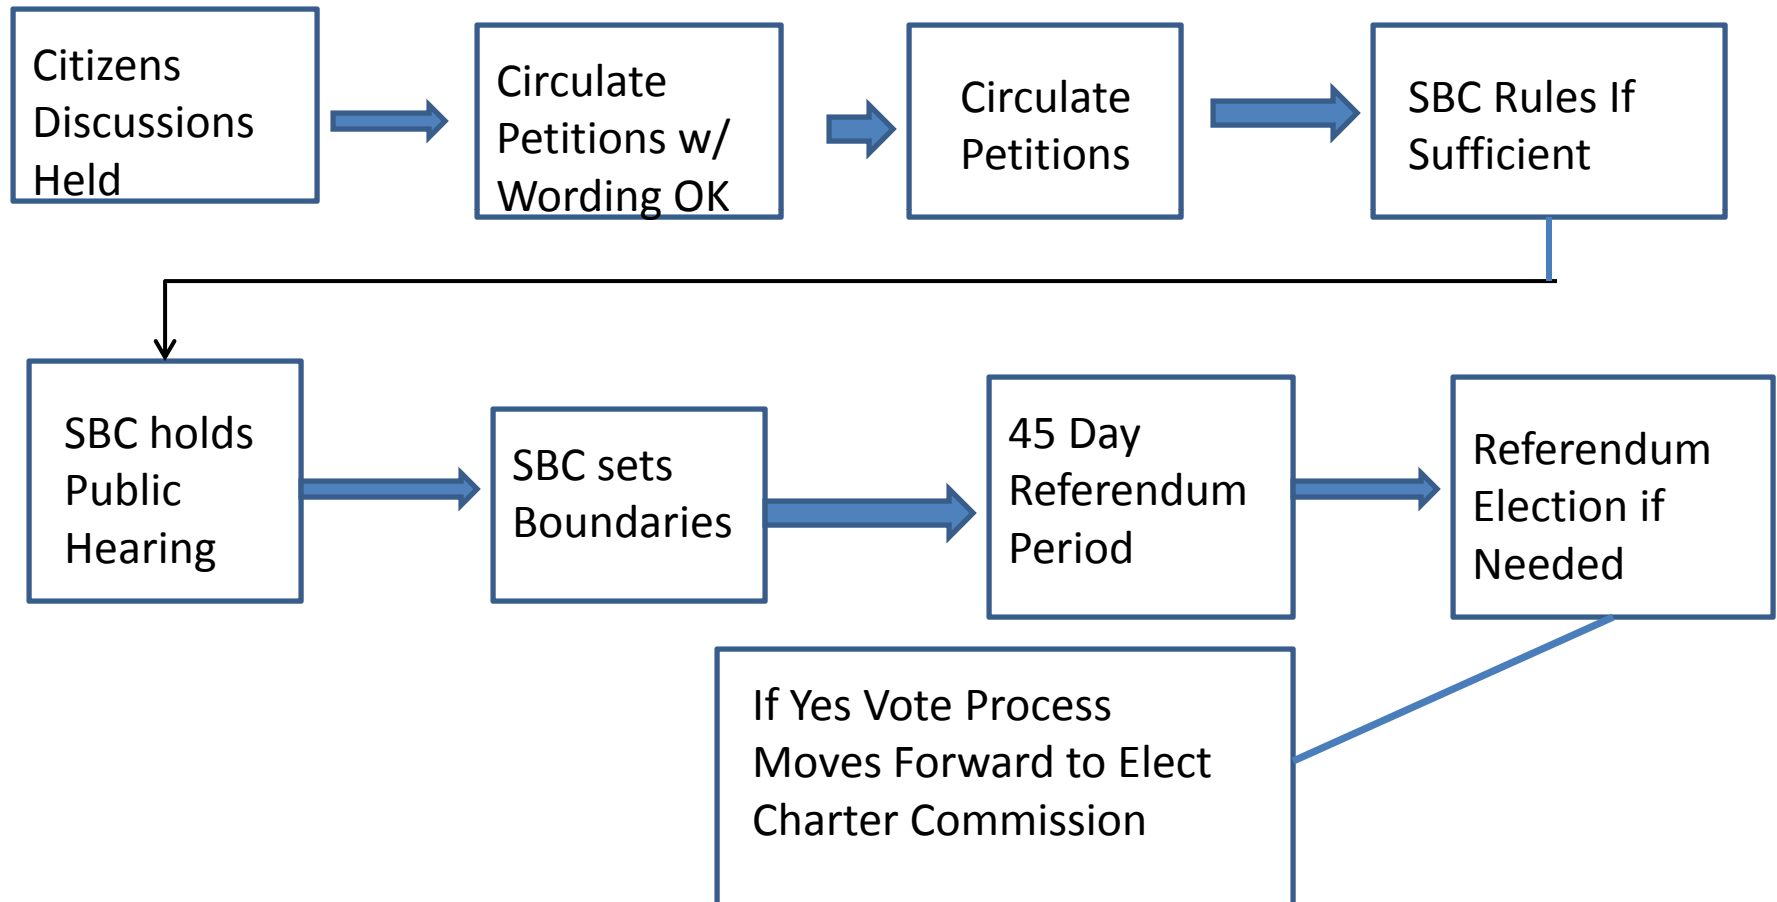 Citizens
Discussions
Held
Circulate
Petitions w/
Wording OK
Circulate
Petitions
SBC Rules If
Sufficient
SBC holds
Public
Hearing
SBC sets
Boundaries
45 Day
Referendum
Period
Referendum
Election if
Needed
If Yes Vote Process
Moves Forward to Elect
Charter Commission